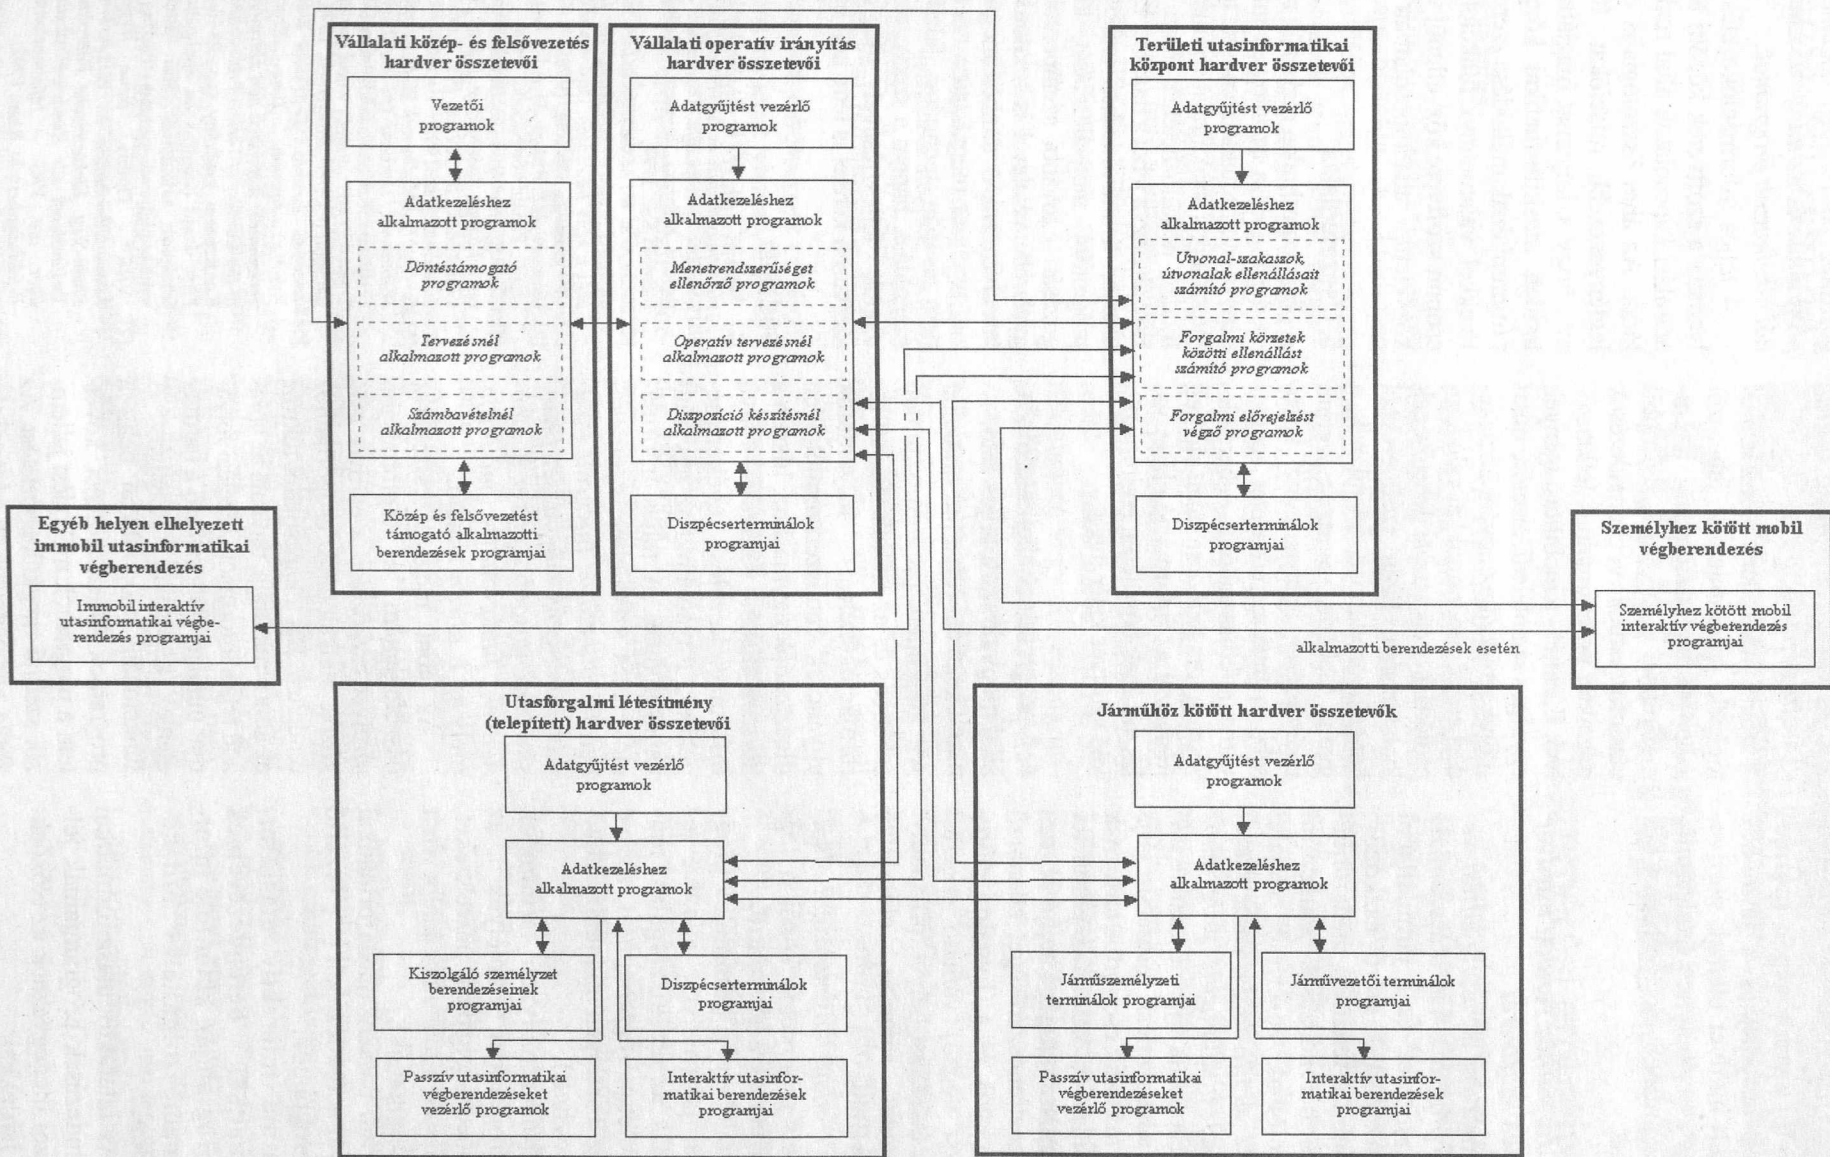 Vállalati közép- és felsővezetés
hardver összetevői
Vezetői
programok
Adatkezeléshez
alkalmazott programok
Döntéstámogató
programok
Tervezésnél
alkalmazott programok
Számbavételnél
alkalmazott programok
Közép és felsővezetést
támogató alkalmazotti
berendezések programjai
Vállalati operatív irányítás
hardver összetevői
Adatgyűjtést vezérlő
programok
Adatkezeléshez
alkalmazott programok
Menetrendszerűséget
ellenőrző programok
Operatív tervezésnél
alkalmazott programok
Diszpozíció készítésnél
alkalmazott programok
Diszpécserterminálok
programjai
Területi utasinformatikai
központ hardver összetevői
Adatgyűjtést vezérlő
programok
Adatkezeléshez
alkalmazott programok
Útvonal-szakaszok,
útvonalak ellenállásait
számító programok
Forgalmi körzetek
közötti ellenállást
számító programok
Forgalmi előrejelzést
végző programok
Diszpécserterminálok
programjai
Egyéb helyen elhelyezett
immobil utasinformatikai
végberendezés
Immobil interaktív
utasinformatikai végbe-
rendezés programjai
Személyhez kötött mobil
végberendezés
Személyhez kötött mobil
interaktív végberendezés
programjai
alkalmazotti berendezések esetén
Utasforgalmi létesítmény
(telepített) hardver összetevői
Adatgyűjtést vezérlő
programok
Adatkezeléshez
alkalmazott programok
Kiszolgáló személyzet
berendezéseinek
programjai
Diszpécserterminálok
programjai
Passzív utasinformatikai
végberendezéseket
vezérlő programok
Interaktív utasinfor-
matikai berendezések
programjai
Járműhöz kötött hardver összetevők
Adatgyűjtést vezérlő
programok
Adatkezeléshez
alkalmazott programok
Járműszemélyzeti
terminálok programjai
Járművezetői terminálok
programjai
Passzív utasinformatikai
végberendezéseket
vezérlő programok
Interaktív utasinfor-
matikai berendezések
programjai